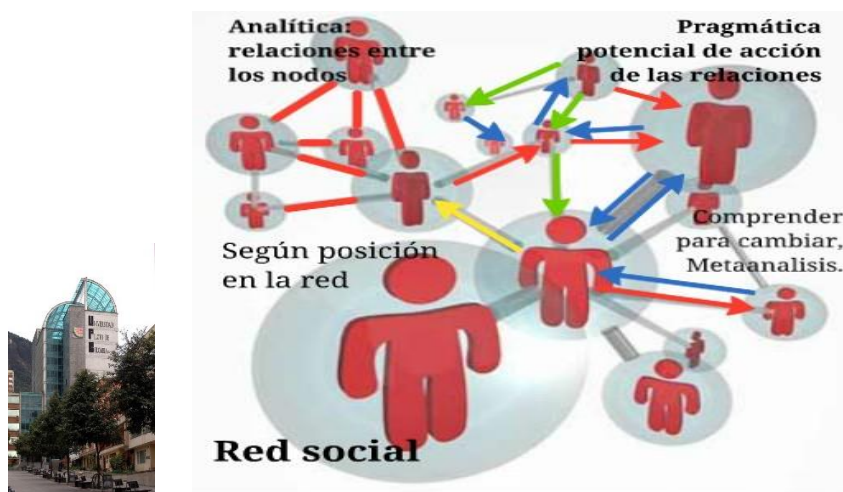 Analítica:
relaciones entre
los nodos
Pragmática
potencial de acción
de las relaciones
Según posición
en la red
Comprender
para cambiar,
Metaanalisis.
Red social